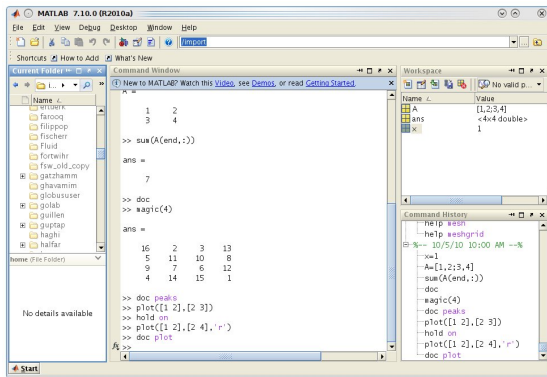 MATLAB 7.10.0 (R2010a)
File Edit View Debug Desktop Window Help
/import
Shortcuts How to Add What's New
Current Folder
Name
erturk
farooq
filippop
fischerr
Fluid
fortwihr
fsw_old_copy
gatzhamm
ghavamim
globususer
golab
guillen
guptap
haghi
halfar
home (File Folder)
No details available
Start
Command Window
New to MATLAB? Watch this Video, see Demos, or read Getting Started.
A =
1 2
3 4
>> sum(A(end,:))
ans =
7
>> doc
>> magic(4)
ans =
16 2 3 13
5 11 10 8
9 7 6 12
4 14 15 1
>> doc peaks
>> plot([1 2],[2 3])
>> hold on
>> plot([1 2],[2 4],'r')
>> doc plot
fx >>
Workspace
No valid p...
Name Value
A [1,2;3,4]
ans <4x4 double>
x 1
Command History
help mesh
help meshgrid
%-- 10/5/10 10:00 AM --%
x=1
A=[1,2;3,4]
sum(A(end,:))
doc
magic(4)
doc peaks
plot([1 2],[2 3])
hold on
plot([1 2],[2 4],'r')
doc plot